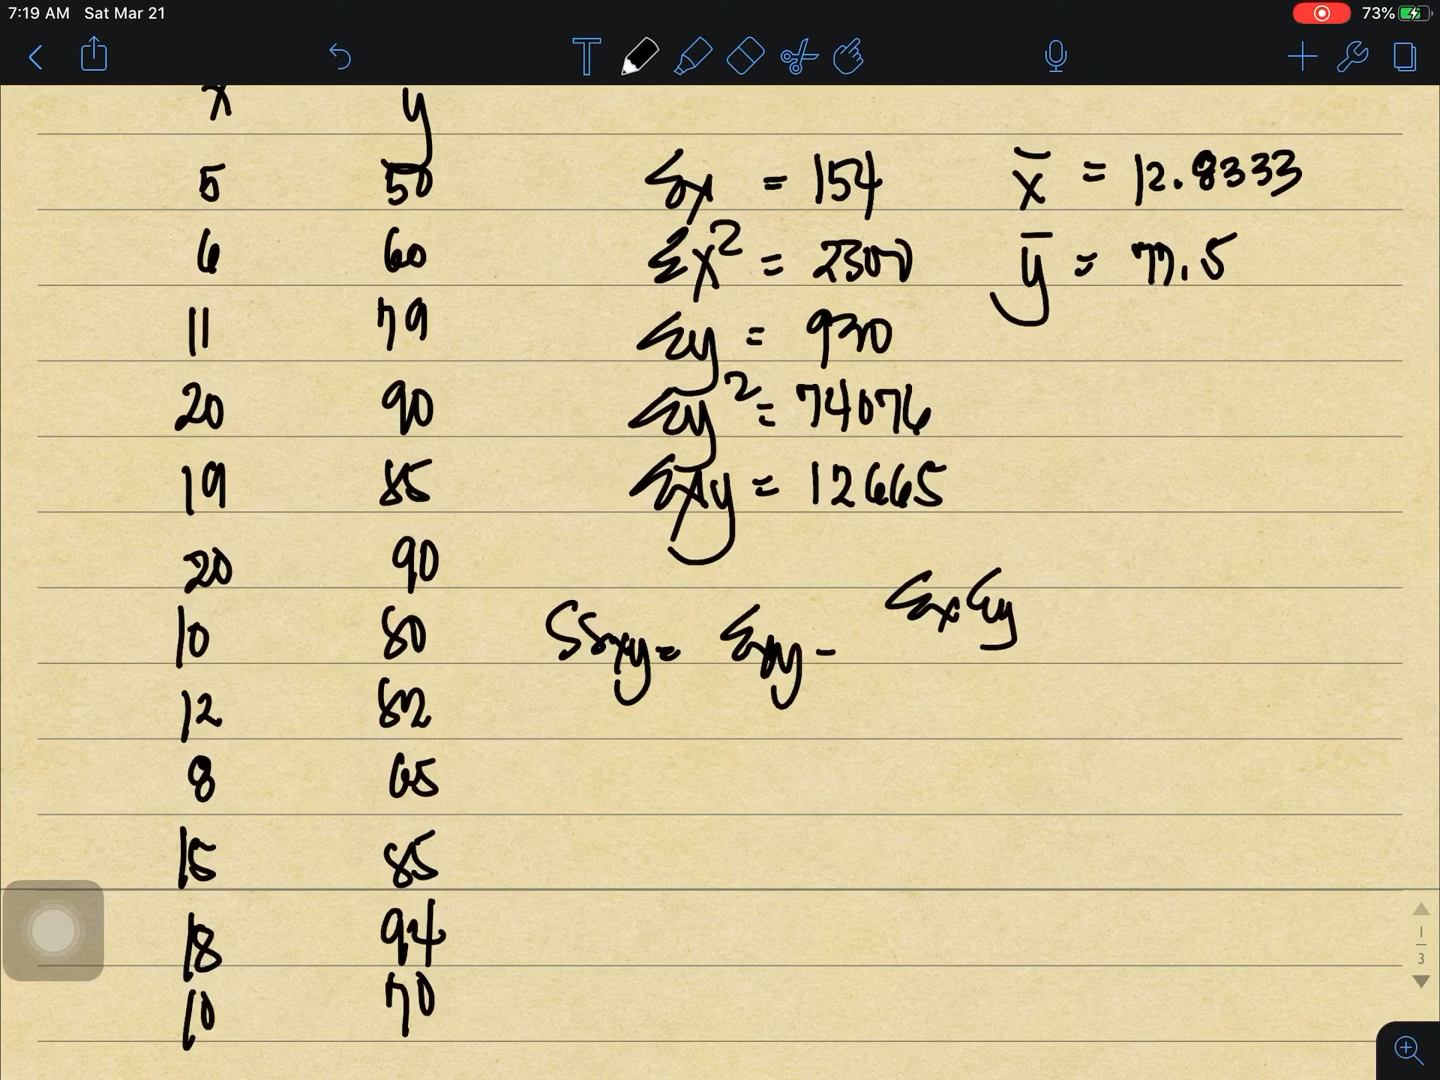 7:19 AM Sat Mar 21 73%
T
x y
5 50 Σx = 154 x̄ = 12.8333
6 60 Σx² = 2300 ȳ = 77.5
11 79 Σy = 930
20 90 Σy² = 74076
19 85 Σxy = 12665
20 90 ΣxΣy
10 80 SSxy = Σxy -
12 82
8 65
15 85
18 94
10 70
1
3